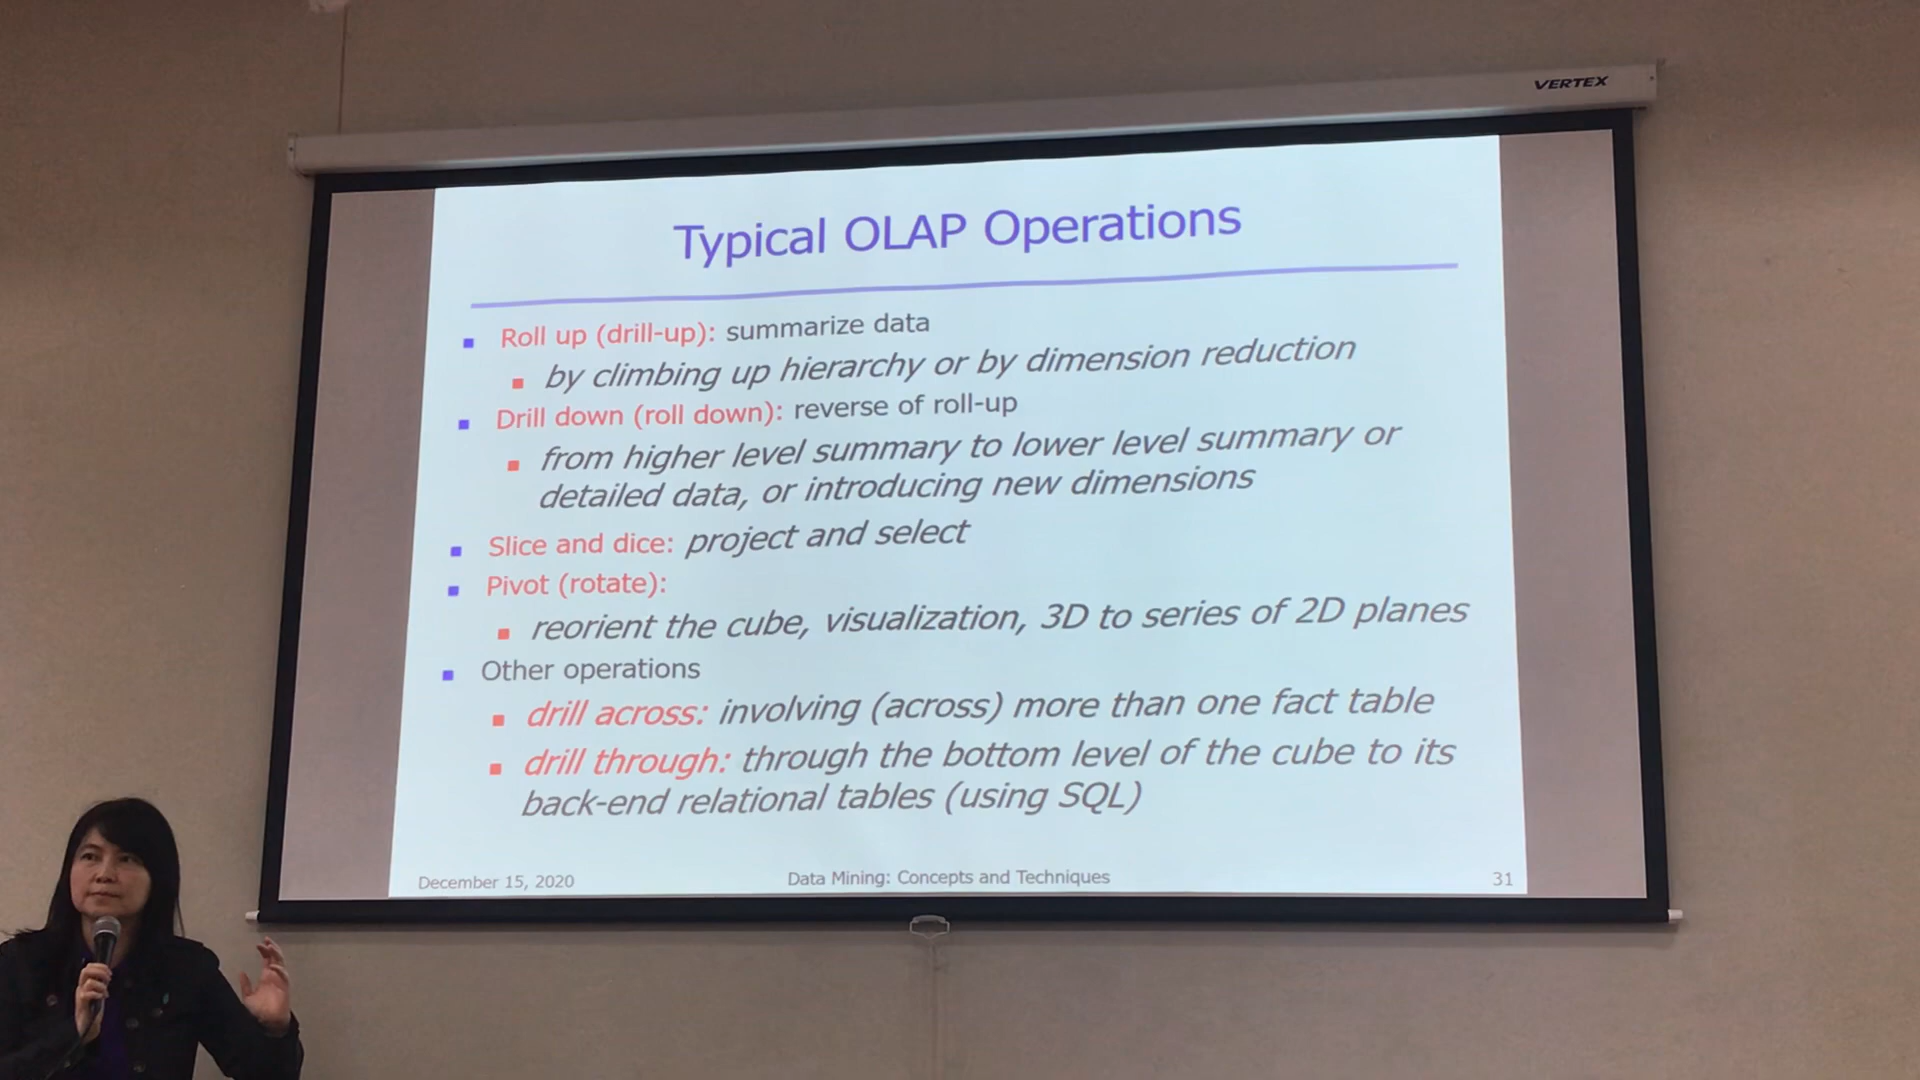 VERTEX
Typical OLAP Operations
Roll up (drill-up): summarize data
by climbing up hierarchy or by dimension reduction
Drill down (roll down): reverse of roll-up
from higher level summary to lower level summary or
detailed data, or introducing new dimensions
Slice and dice: project and select
Pivot (rotate):
reorient the cube, visualization, 3D to series of 2D planes
Other operations
drill across: involving (across) more than one fact table
drill through: through the bottom level of the cube to its
back-end relational tables (using SQL)
December 15, 2020
Data Mining: Concepts and Techniques
31